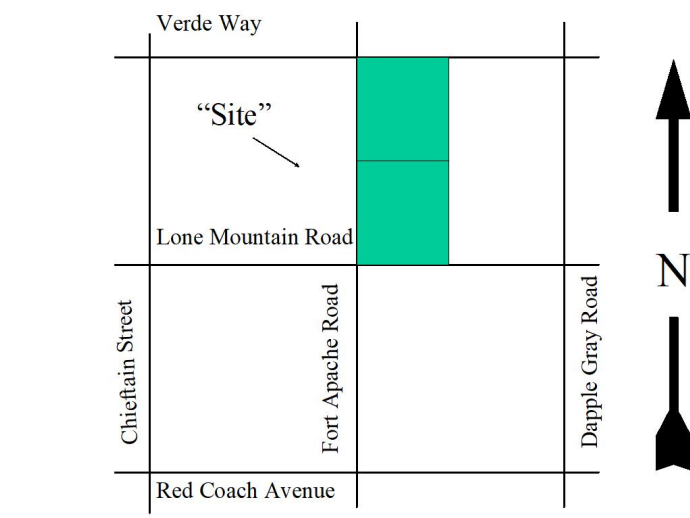 Verde Way
“Site”
Lone Mountain Road
N
Chieftain Street
Fort Apache Road
Dapple Gray Road
Red Coach Avenue